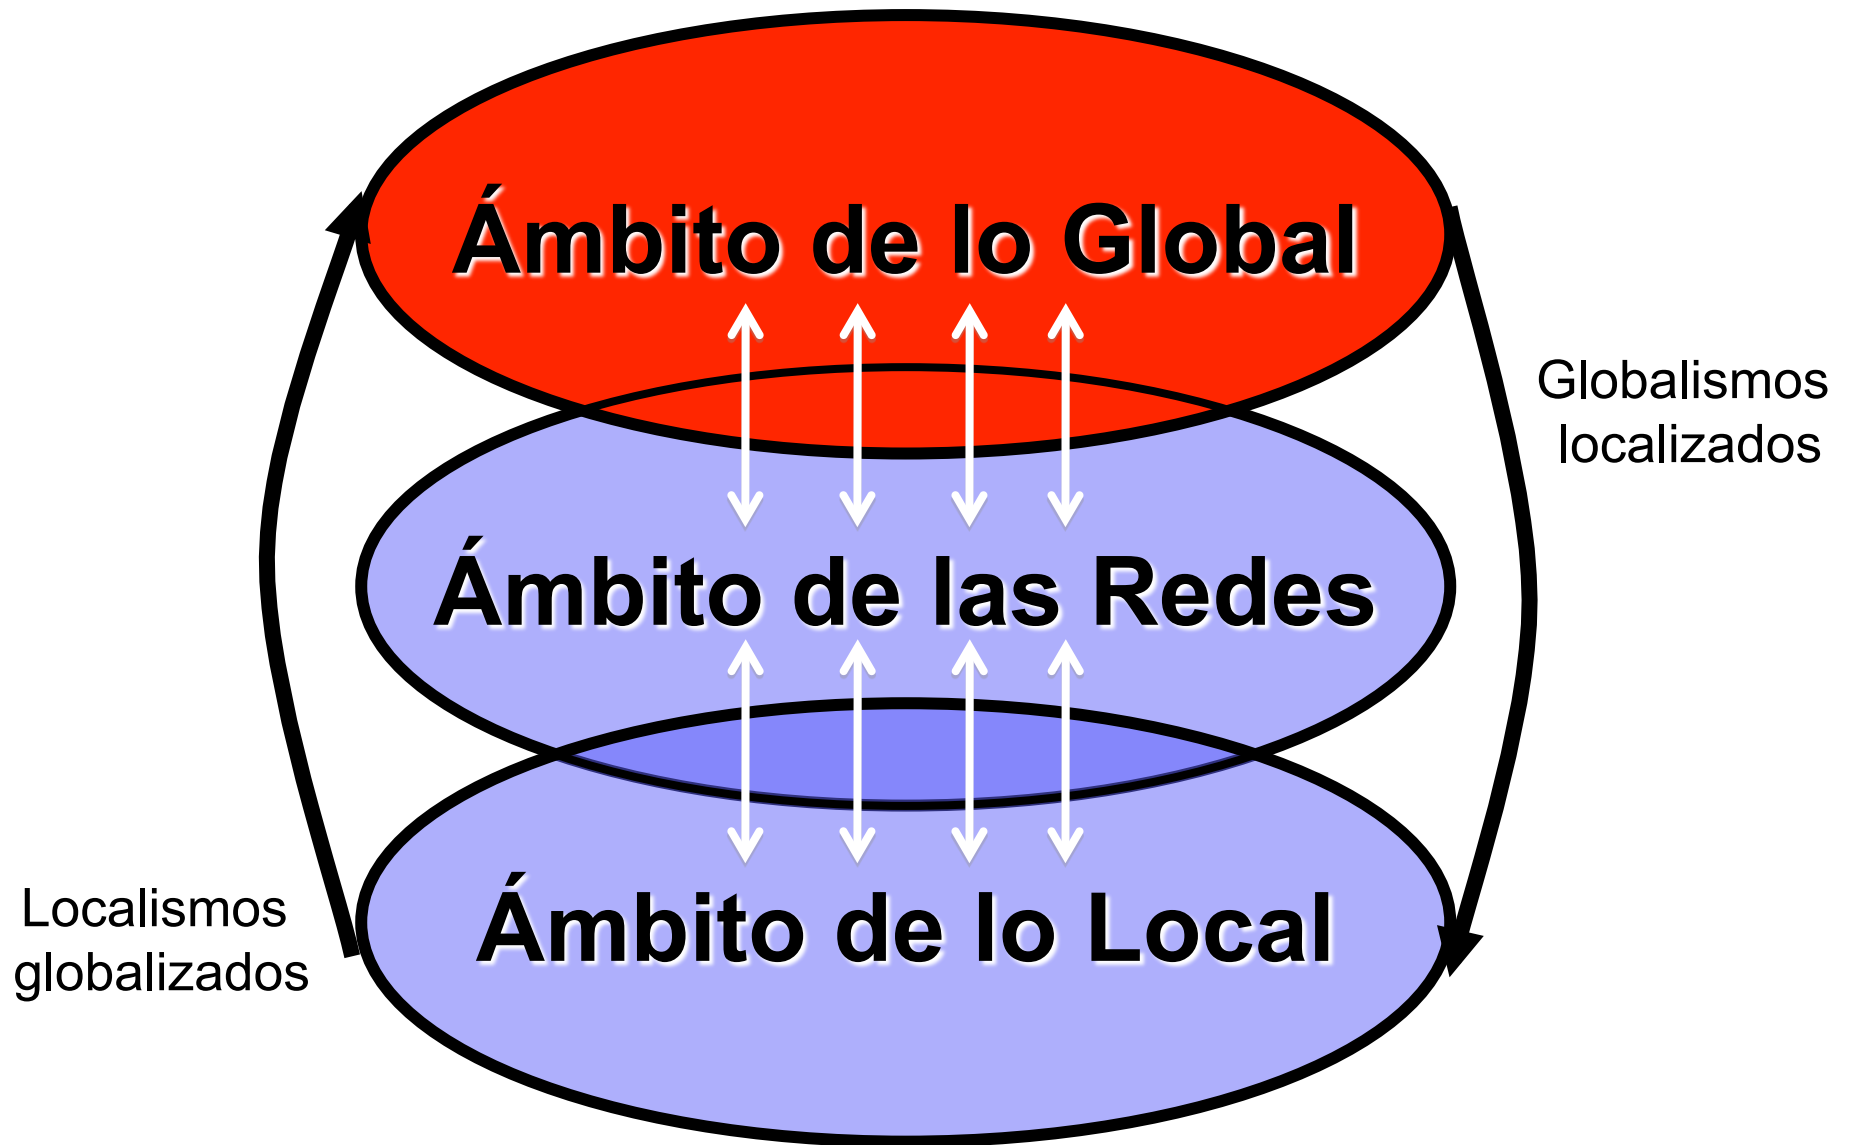 Ámbito de lo Global
Globalismos
localizados
Ámbito de las Redes
Localismos
globalizados
Ámbito de lo Local